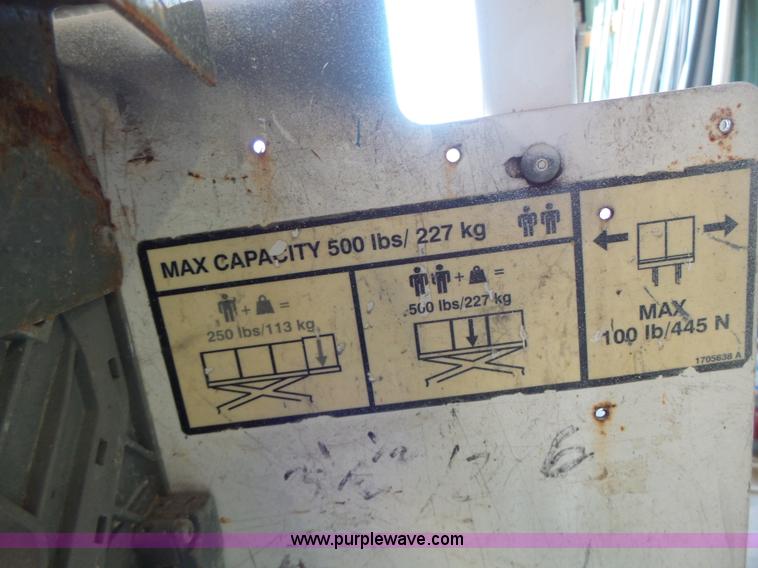 MAX CAPACITY 500 lbs/ 227 kg
+ =
250 lbs/113 kg
+ =
500 lbs/227 kg
MAX
100 lb/445 N
1705638 A
6
www.purplewave.com